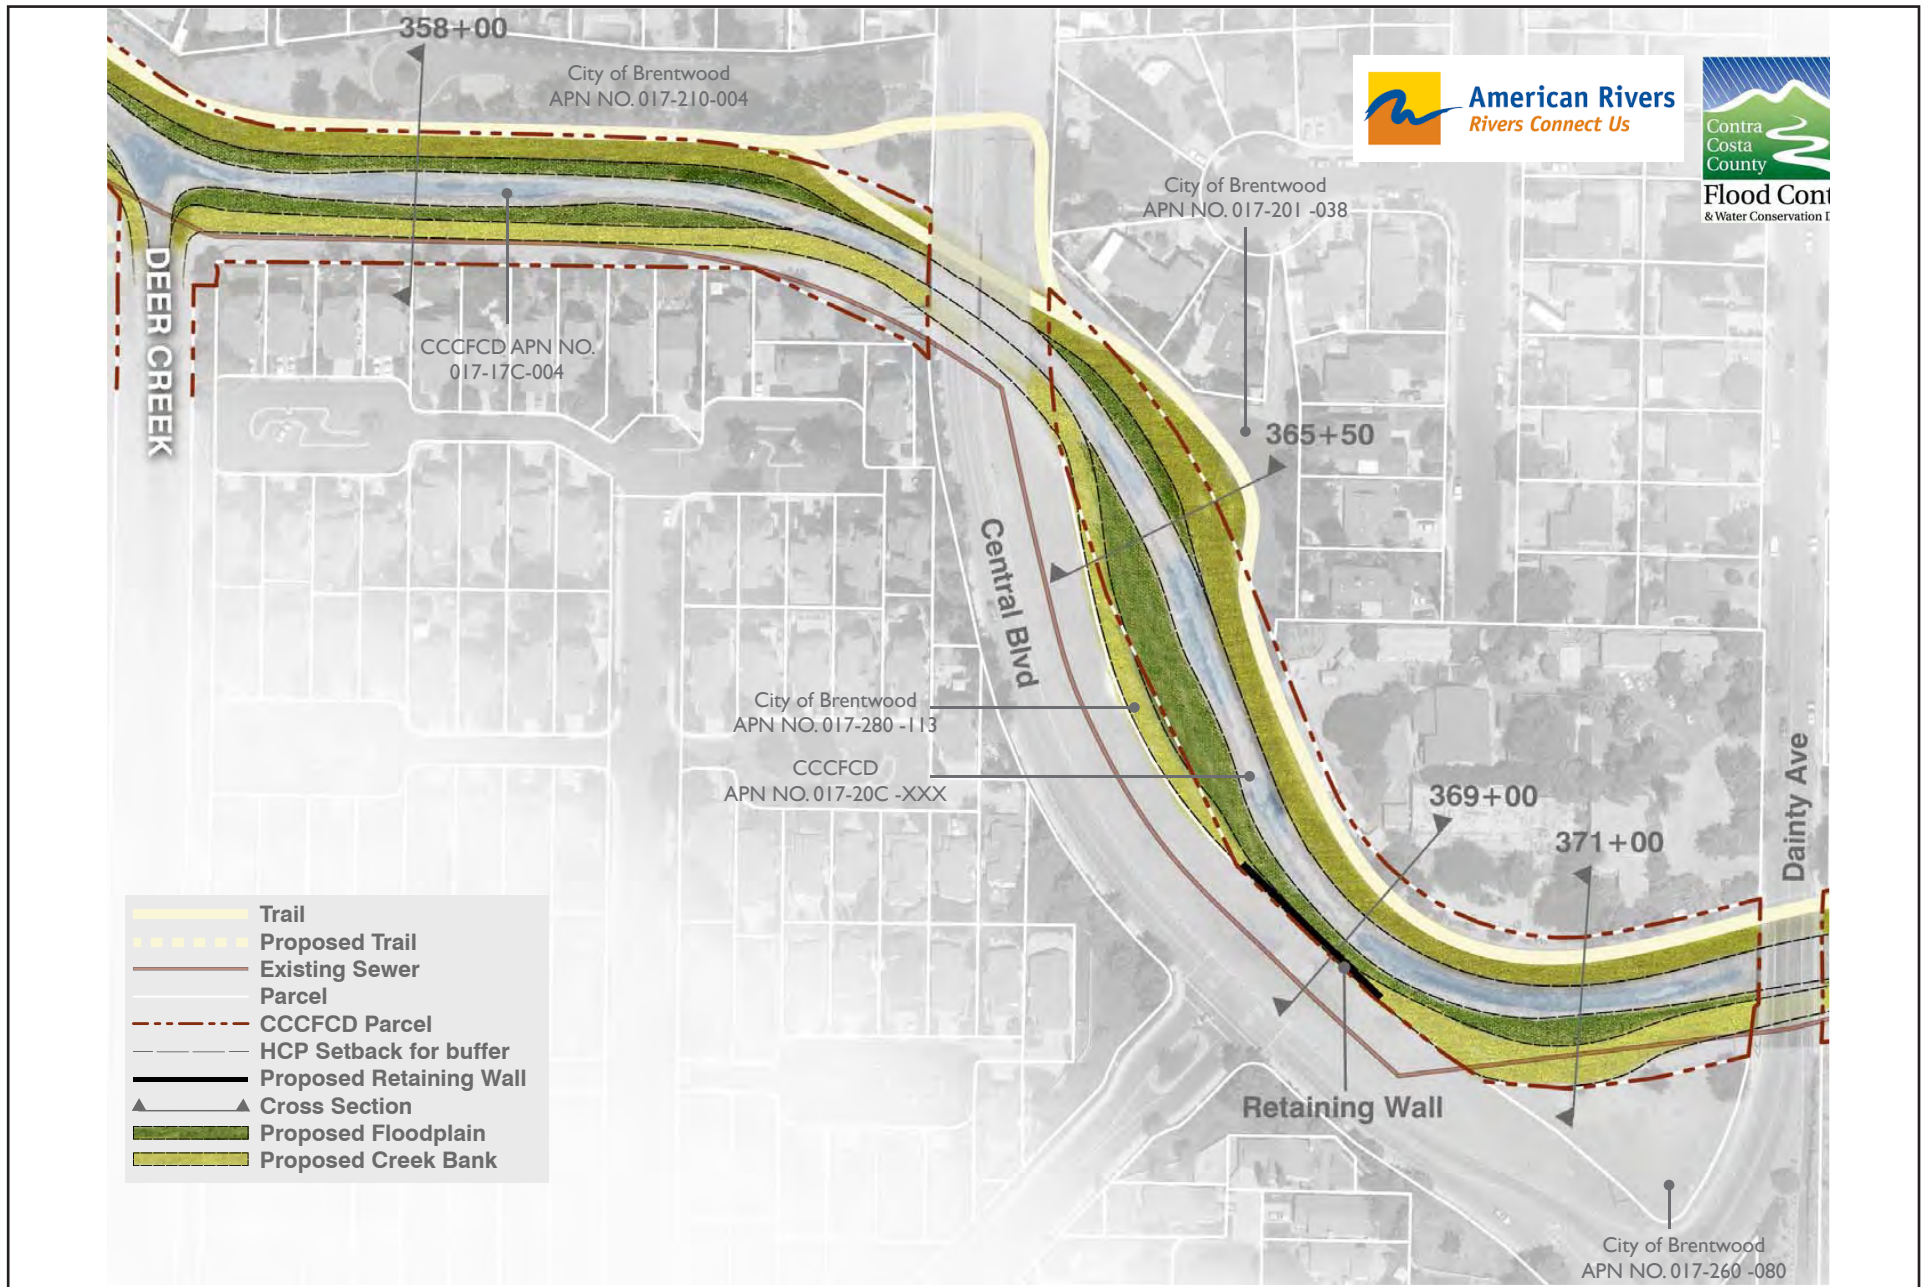 358+00
City of Brentwood
APN NO. 017-210-004
American Rivers
Rivers Connect Us
Contra
Costa
County
Flood Cont
& Water Conservation D
City of Brentwood
APN NO. 017-201 -038
DEER CREEK
CCCFCD APN NO.
017-17C-004
365+50
Central Blvd
City of Brentwood
APN NO. 017-280 -113
CCCFCD
APN NO. 017-20C -XXX
369+00
371+00
Dainty Ave
Trail
Proposed Trail
Existing Sewer
Parcel
CCCFCD Parcel
HCP Setback for buffer
Proposed Retaining Wall
Cross Section
Proposed Floodplain
Proposed Creek Bank
Retaining Wall
City of Brentwood
APN NO. 017-260 -080